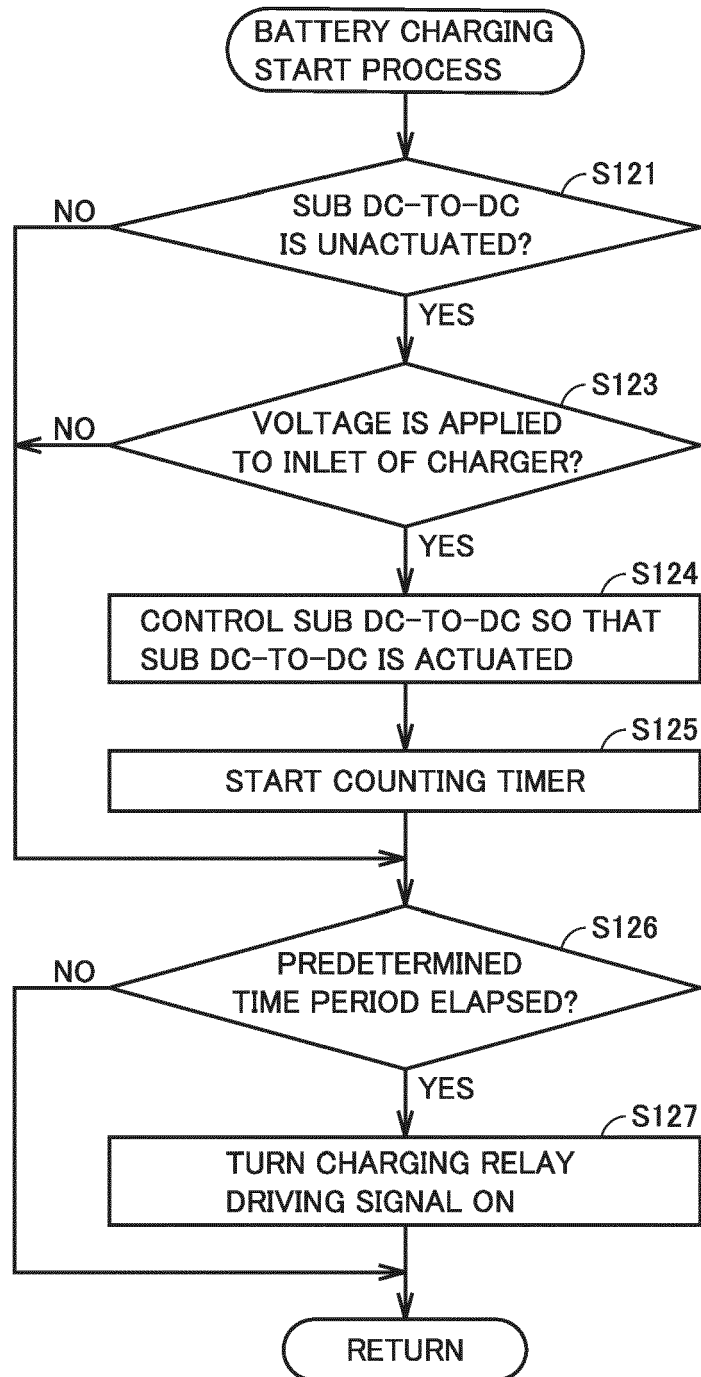 BATTERY CHARGING
START PROCESS
S121
NO
SUB DC-TO-DC
IS UNACTUATED?
YES
S123
NO
VOLTAGE IS APPLIED
TO INLET OF CHARGER?
YES
S124
CONTROL SUB DC-TO-DC SO THAT
SUB DC-TO-DC IS ACTUATED
S125
START COUNTING TIMER
S126
NO
PREDETERMINED
TIME PERIOD ELAPSED?
YES
S127
TURN CHARGING RELAY
DRIVING SIGNAL ON
RETURN